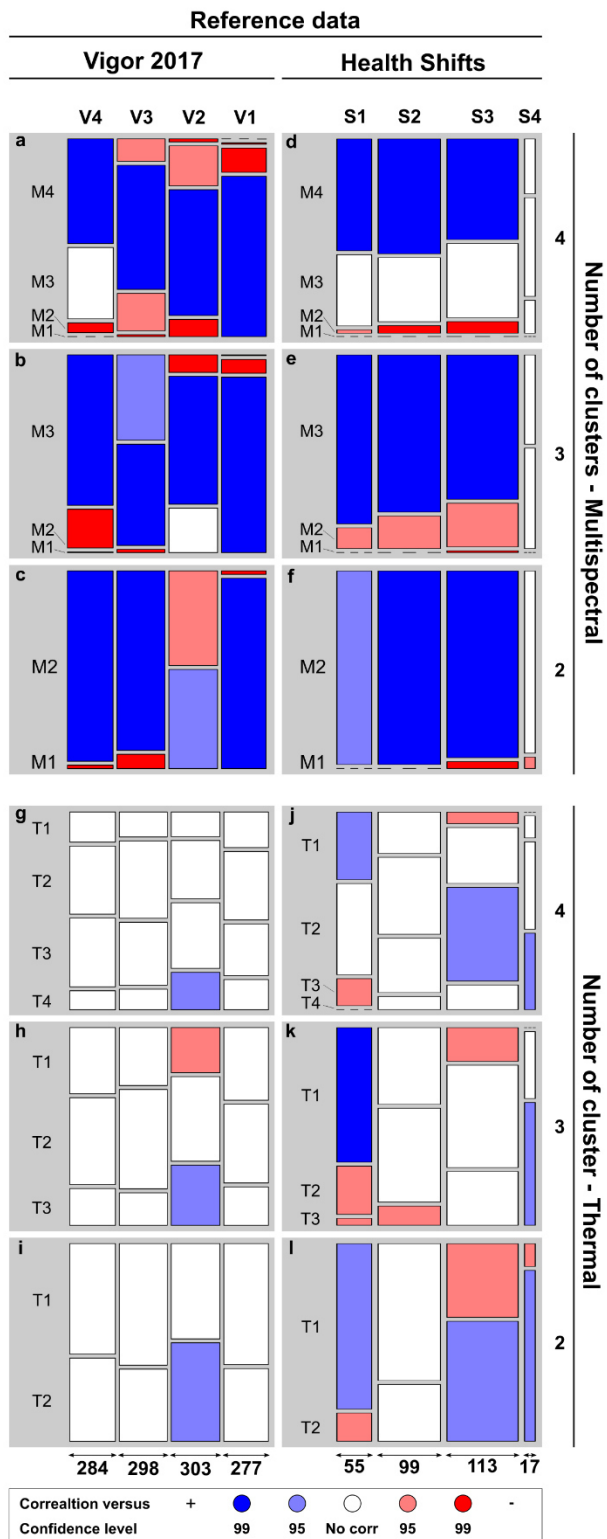 Reference data
Vigor 2017 Health Shifts
V4 V3 V2 V1 S1 S2 S3 S4
a d
M4
M3
M2
M1
4
b e
M3
M2
M1
3
c f
M2
M1
2
M4
M3
M2
M1
M3
M2
M1
M2
M1
Number of clusters - Multispectral
g j
T1
T2
T3
T4
T1
T2
T3
T4
4
h k
T1
T2
T3
T1
T2
T3
3
i l
T1
T2
T1
T2
2
Number of cluster - Thermal
284 298 303 277 55 99 113 17
Correaltion versus + -
Confidence level 99 95 No corr 95 99